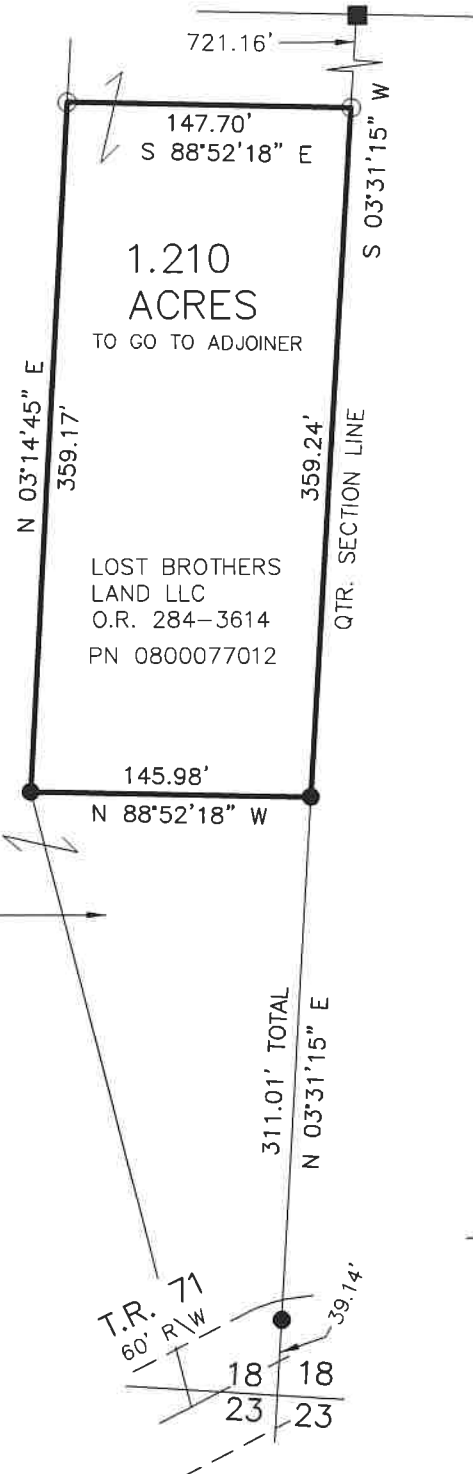 721.16'
147.70'
S 88°52'18" E
S 03°31'15" W
1.210
ACRES
TO GO TO ADJOINER
N 03°14'45" E
359.17'
359.24'
QTR. SECTION LINE
LOST BROTHERS
LAND LLC
O.R. 284-3614
PN 0800077012
145.98'
N 88°52'18" W
311.01' TOTAL
N 03°31'15" E
T.R. 71
60' R\W
39.14'
18 18
23 23